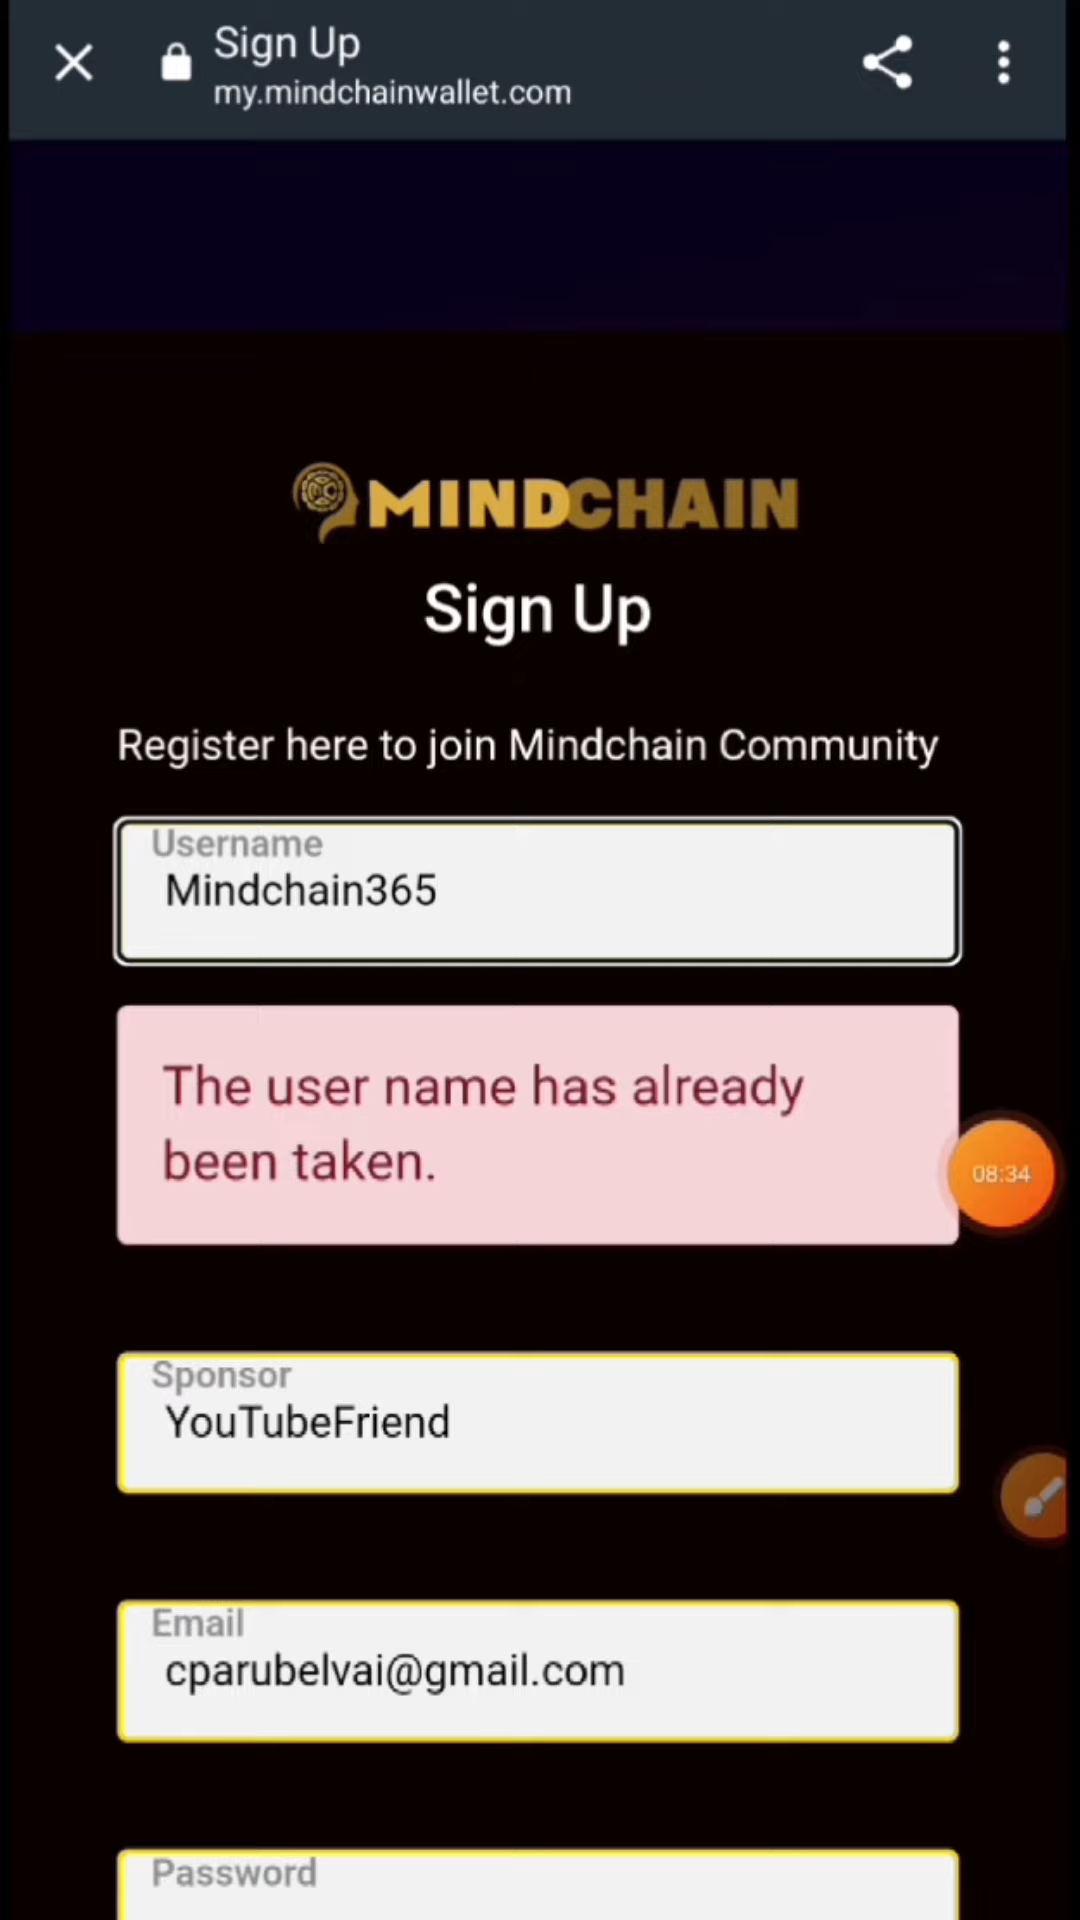 Sign Up
my.mindchainwallet.com
MINDCHAIN
Sign Up
Register here to join Mindchain Community
Username
Mindchain365
The user name has already
been taken.
08:34
Sponsor
YouTubeFriend
Email
cparubelvai@gmail.com
Password